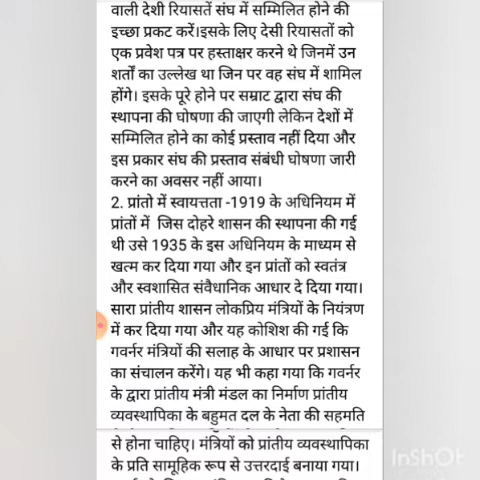 वाली देशी रियासतें संघ में सम्मिलित होने की
इच्छा प्रकट करें।इसके लिए देसी रियासतों को
एक प्रवेश पत्र पर हस्ताक्षर करने थे जिनमें उन
शर्तों का उल्लेख था जिन पर वह संघ में शामिल
होंगे। इसके पूरे होने पर सम्राट द्वारा संघ की
स्थापना की घोषणा की जाएगी लेकिन देशों में
सम्मिलित होने का कोई प्रस्ताव नहीं दिया और
इस प्रकार संघ की प्रस्ताव संबंधी घोषणा जारी
करने का अवसर नहीं आया।
2. प्रांतो में स्वायत्तता -1919 के अधिनियम में
प्रांतों में जिस दोहरे शासन की स्थापना की गई
थी उसे 1935 के इस अधिनियम के माध्यम से
खत्म कर दिया गया और इन प्रांतों को स्वतंत्र
और स्वशासित संवैधानिक आधार दे दिया गया।
सारा प्रांतीय शासन लोकप्रिय मंत्रियों के नियंत्रण
में कर दिया गया और यह कोशिश की गई कि
गवर्नर मंत्रियों की सलाह के आधार पर प्रशासन
का संचालन करेंगे। यह भी कहा गया कि गवर्नर
के द्वारा प्रांतीय मंत्री मंडल का निर्माण प्रांतीय
व्यवस्थापिका के बहुमत दल के नेता की सहमति
से होना चाहिए। मंत्रियों को प्रांतीय व्यवस्थापिका
के प्रति सामूहिक रूप से उत्तरदाई बनाया गया।
InShOt